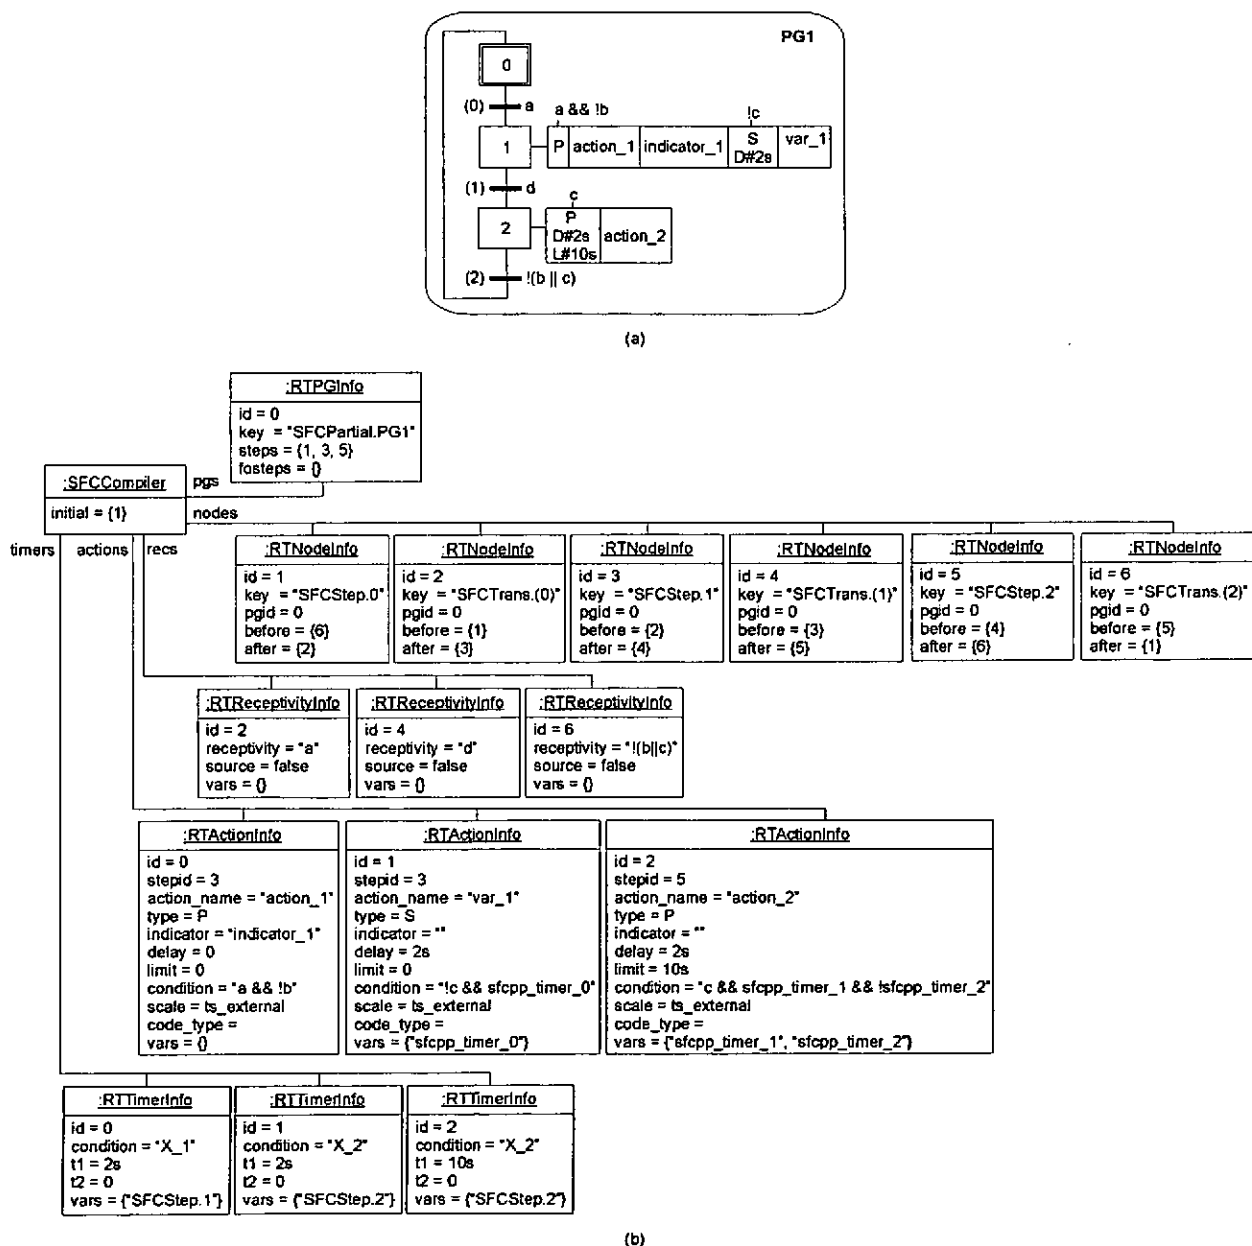 PG1
0
(0)
a
a && !b
!c
1
P
action_1
indicator_1
S
D#2s
var_1
(1)
d
c
2
P
D#2s
L#10s
action_2
(2)
!(b || c)
(a)
:RTPGInfo
id = 0
key = "SFCPartial.PG1"
steps = {1, 3, 5}
fosteps = {}
:SFCCompiler
initial = {1}
pgs
nodes
timers
actions
recs
:RTNodeInfo
id = 1
key = "SFCStep.0"
pgid = 0
before = {6}
after = {2}
:RTNodeInfo
id = 2
key = "SFCTrans.(0)"
pgid = 0
before = {1}
after = {3}
:RTNodeInfo
id = 3
key = "SFCStep.1"
pgid = 0
before = {2}
after = {4}
:RTNodeInfo
id = 4
key = "SFCTrans.(1)"
pgid = 0
before = {3}
after = {5}
:RTNodeInfo
id = 5
key = "SFCStep.2"
pgid = 0
before = {4}
after = {6}
:RTNodeInfo
id = 6
key = "SFCTrans.(2)"
pgid = 0
before = {5}
after = {1}
:RTReceptivityInfo
id = 2
receptivity = "a"
source = false
vars = {}
:RTReceptivityInfo
id = 4
receptivity = "d"
source = false
vars = {}
:RTReceptivityInfo
id = 6
receptivity = "!(b||c)"
source = false
vars = {}
:RTActionInfo
id = 0
stepid = 3
action_name = "action_1"
type = P
indicator = "indicator_1"
delay = 0
limit = 0
condition = "a && !b"
scale = ts_external
code_type =
vars = {}
:RTActionInfo
id = 1
stepid = 3
action_name = "var_1"
type = S
indicator = ""
delay = 2s
limit = 0
condition = "!c && sfcpp_timer_0"
scale = ts_external
code_type =
vars = {"sfcpp_timer_0"}
:RTActionInfo
id = 2
stepid = 5
action_name = "action_2"
type = P
indicator = ""
delay = 2s
limit = 10s
condition = "c && sfcpp_timer_1 && !sfcpp_timer_2"
scale = ts_external
code_type =
vars = {"sfcpp_timer_1", "sfcpp_timer_2"}
:RTTimerInfo
id = 0
condition = "X_1"
t1 = 2s
t2 = 0
vars = {"SFCStep.1"}
:RTTimerInfo
id = 1
condition = "X_2"
t1 = 2s
t2 = 0
vars = {"SFCStep.2"}
:RTTimerInfo
id = 2
condition = "X_2"
t1 = 10s
t2 = 0
vars = {"SFCStep.2"}
(b)